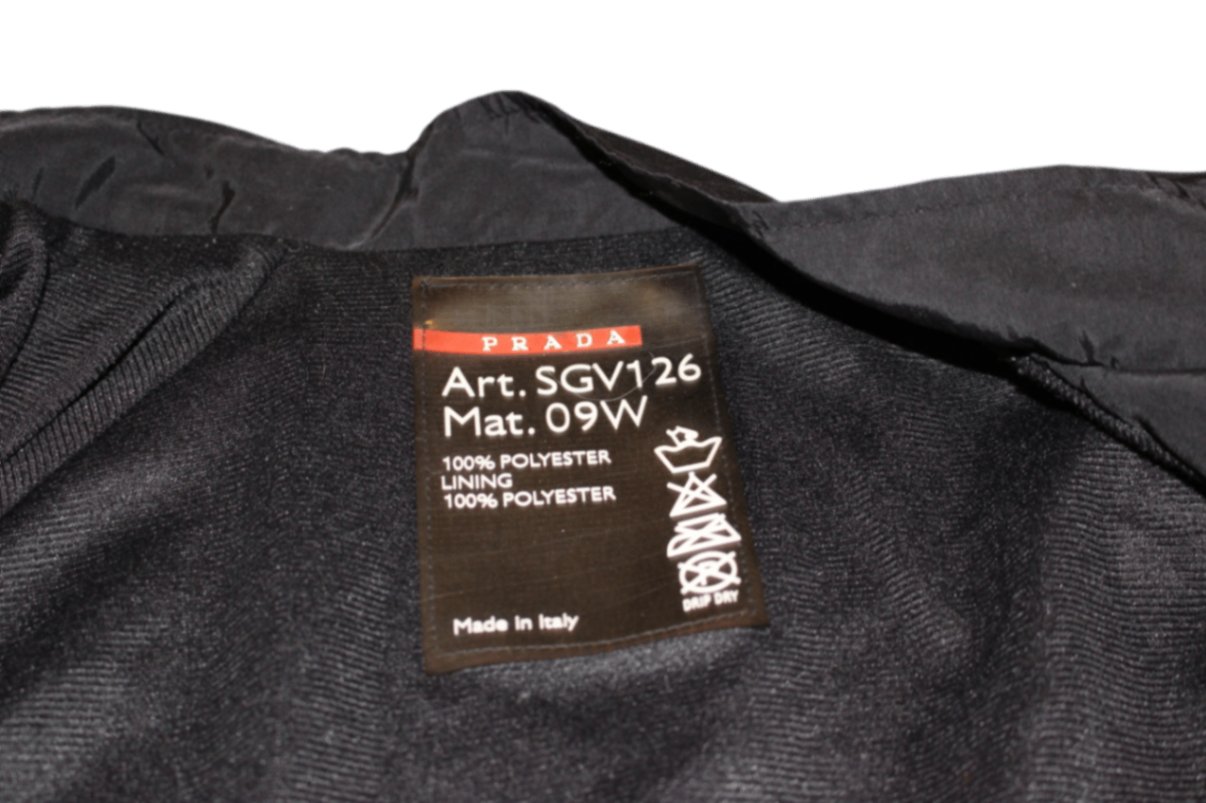 PRADA
Art. SGV126
Mat. 09W
100% POLYESTER
LINING
100% POLYESTER
DRIP DRY
Made in Italy